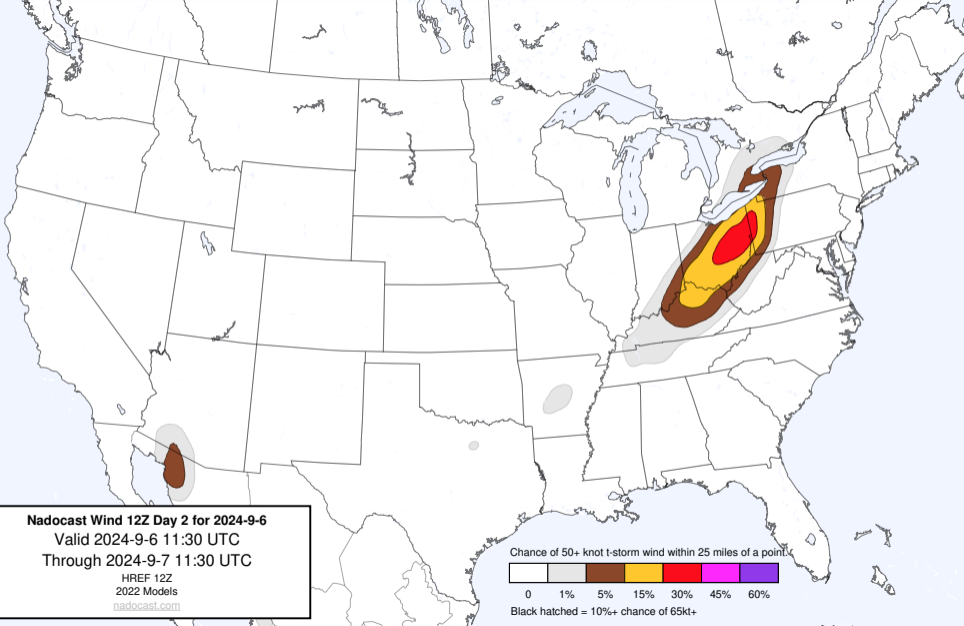 Nadocast Wind 12Z Day 2 for 2024-9-6
Valid 2024-9-6 11:30 UTC
Through 2024-9-7 11:30 UTC
HREF 12Z
2022 Models
nadocast.com
Chance of 50+ knot t-storm wind within 25 miles of a point.
0 1% 5% 15% 30% 45% 60%
Black hatched = 10%+ chance of 65kt+